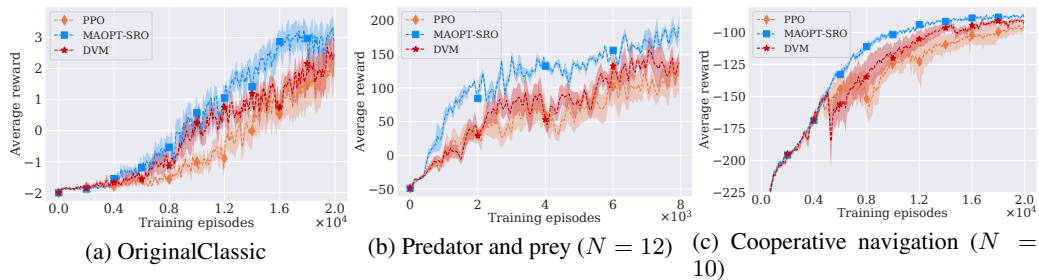 PPO
MAOPT-SRO
DVM
Average reward
3
2
1
0
−1
−2
0.0 0.4 0.8 1.2 1.6 2.0
Training episodes ×10⁴
(a) OriginalClassic
PPO
MAOPT-SRO
DVM
Average reward
200
150
100
50
0
−50
0 2 4 6 8
Training episodes ×10³
(b) Predator and prey (N = 12)
PPO
MAOPT-SRO
DVM
Average reward
−100
−125
−150
−175
−200
−225
0.0 0.4 0.8 1.2 1.6 2.0
Training episodes ×10⁴
(c) Cooperative navigation (N =
10)